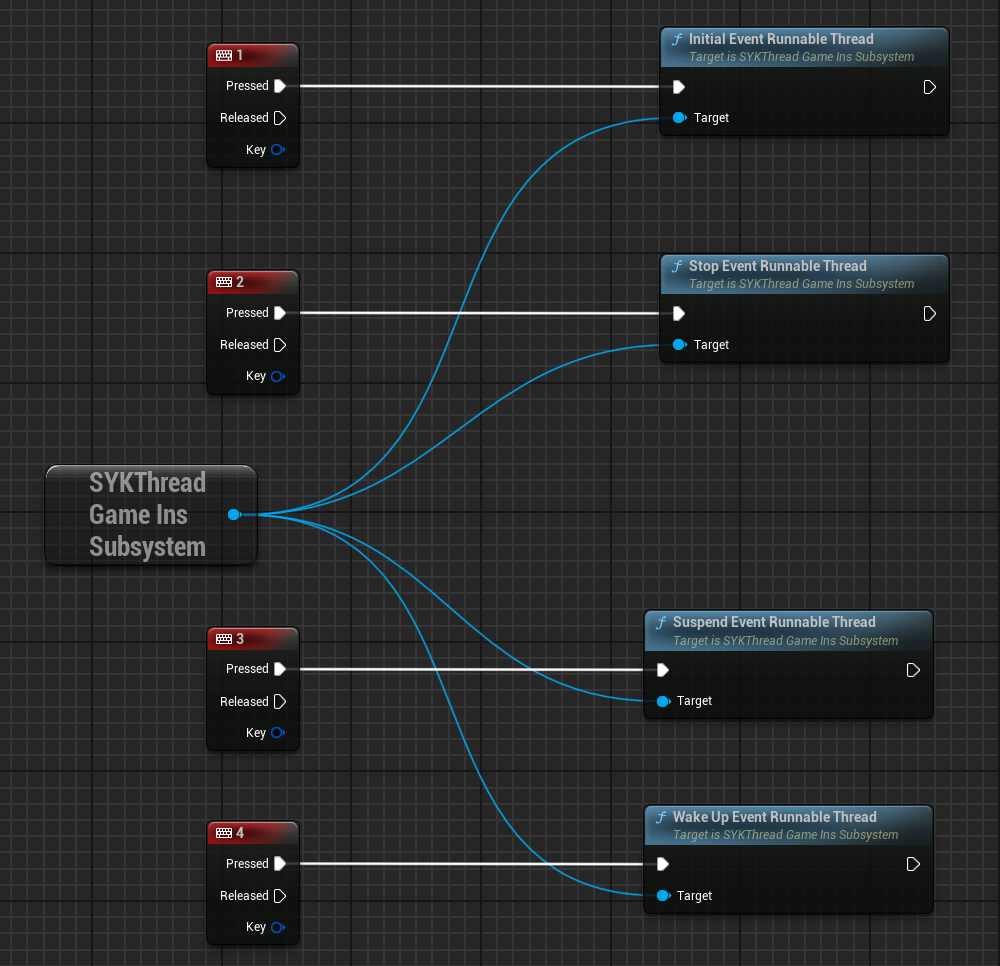 1
Pressed
Released
Key
Initial Event Runnable Thread
Target is SYKThread Game Ins Subsystem
Target
2
Pressed
Released
Key
Stop Event Runnable Thread
Target is SYKThread Game Ins Subsystem
Target
SYKThread
Game Ins
Subsystem
3
Pressed
Released
Key
Suspend Event Runnable Thread
Target is SYKThread Game Ins Subsystem
Target
4
Pressed
Released
Key
Wake Up Event Runnable Thread
Target is SYKThread Game Ins Subsystem
Target